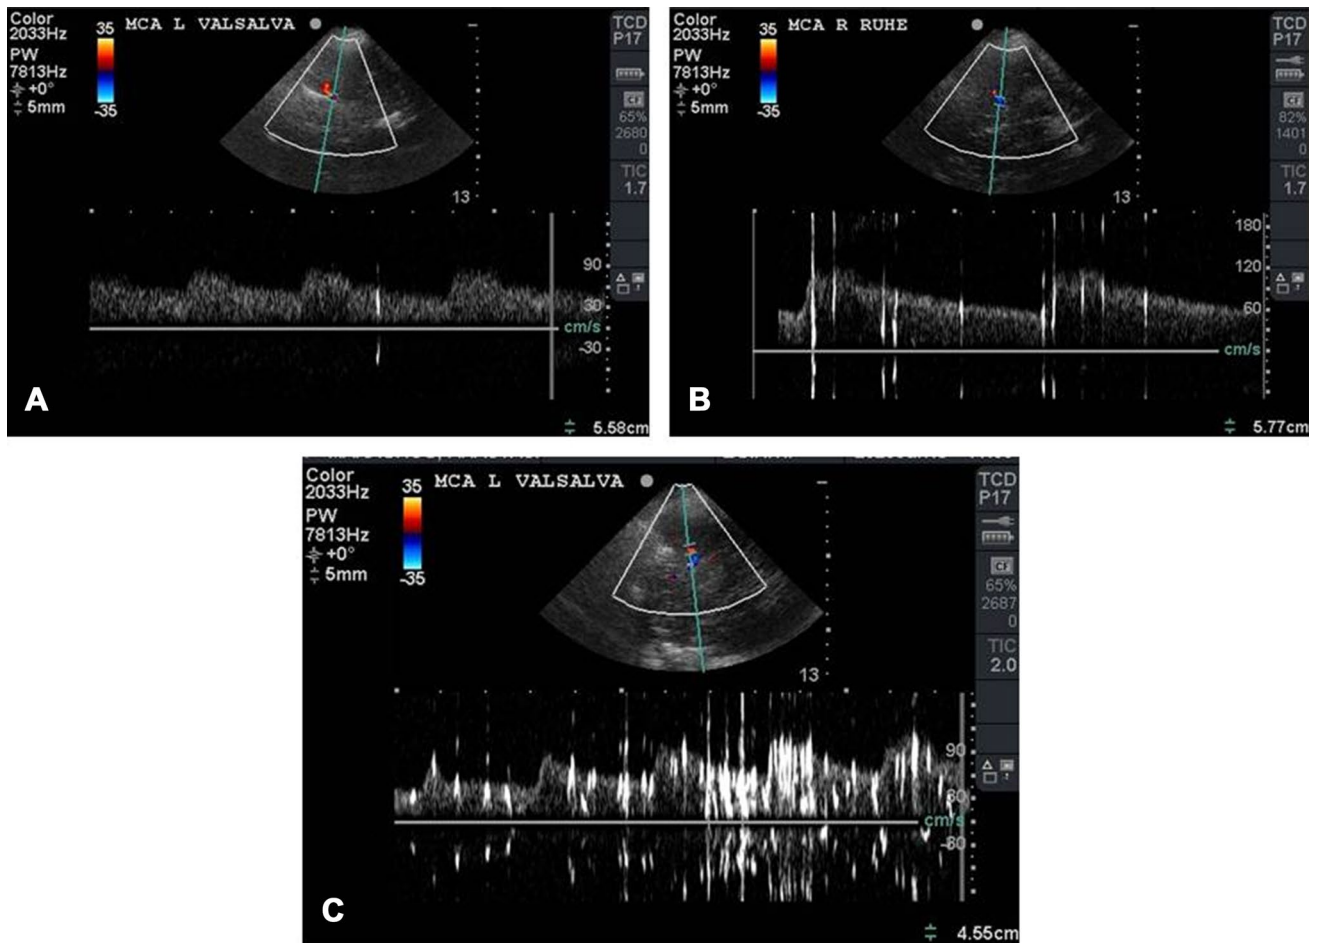 Color
2033Hz
PW
7813Hz
+0°
5mm
35
-35
MCA L VALSALVA
13
TCD
P17
CF
65%
2680
0
TIC
1.7
90
30
cm/s
-30
5.58cm
A
Color
2033Hz
PW
7813Hz
+0°
5mm
35
-35
MCA R RUHE
13
TCD
P17
CF
82%
1401
0
TIC
1.7
180
120
60
cm/s
5.77cm
B
Color
2033Hz
PW
7813Hz
+0°
5mm
35
-35
MCA L VALSALVA
13
TCD
P17
CF
65%
2687
0
TIC
2.0
90
cm/s
4.55cm
C